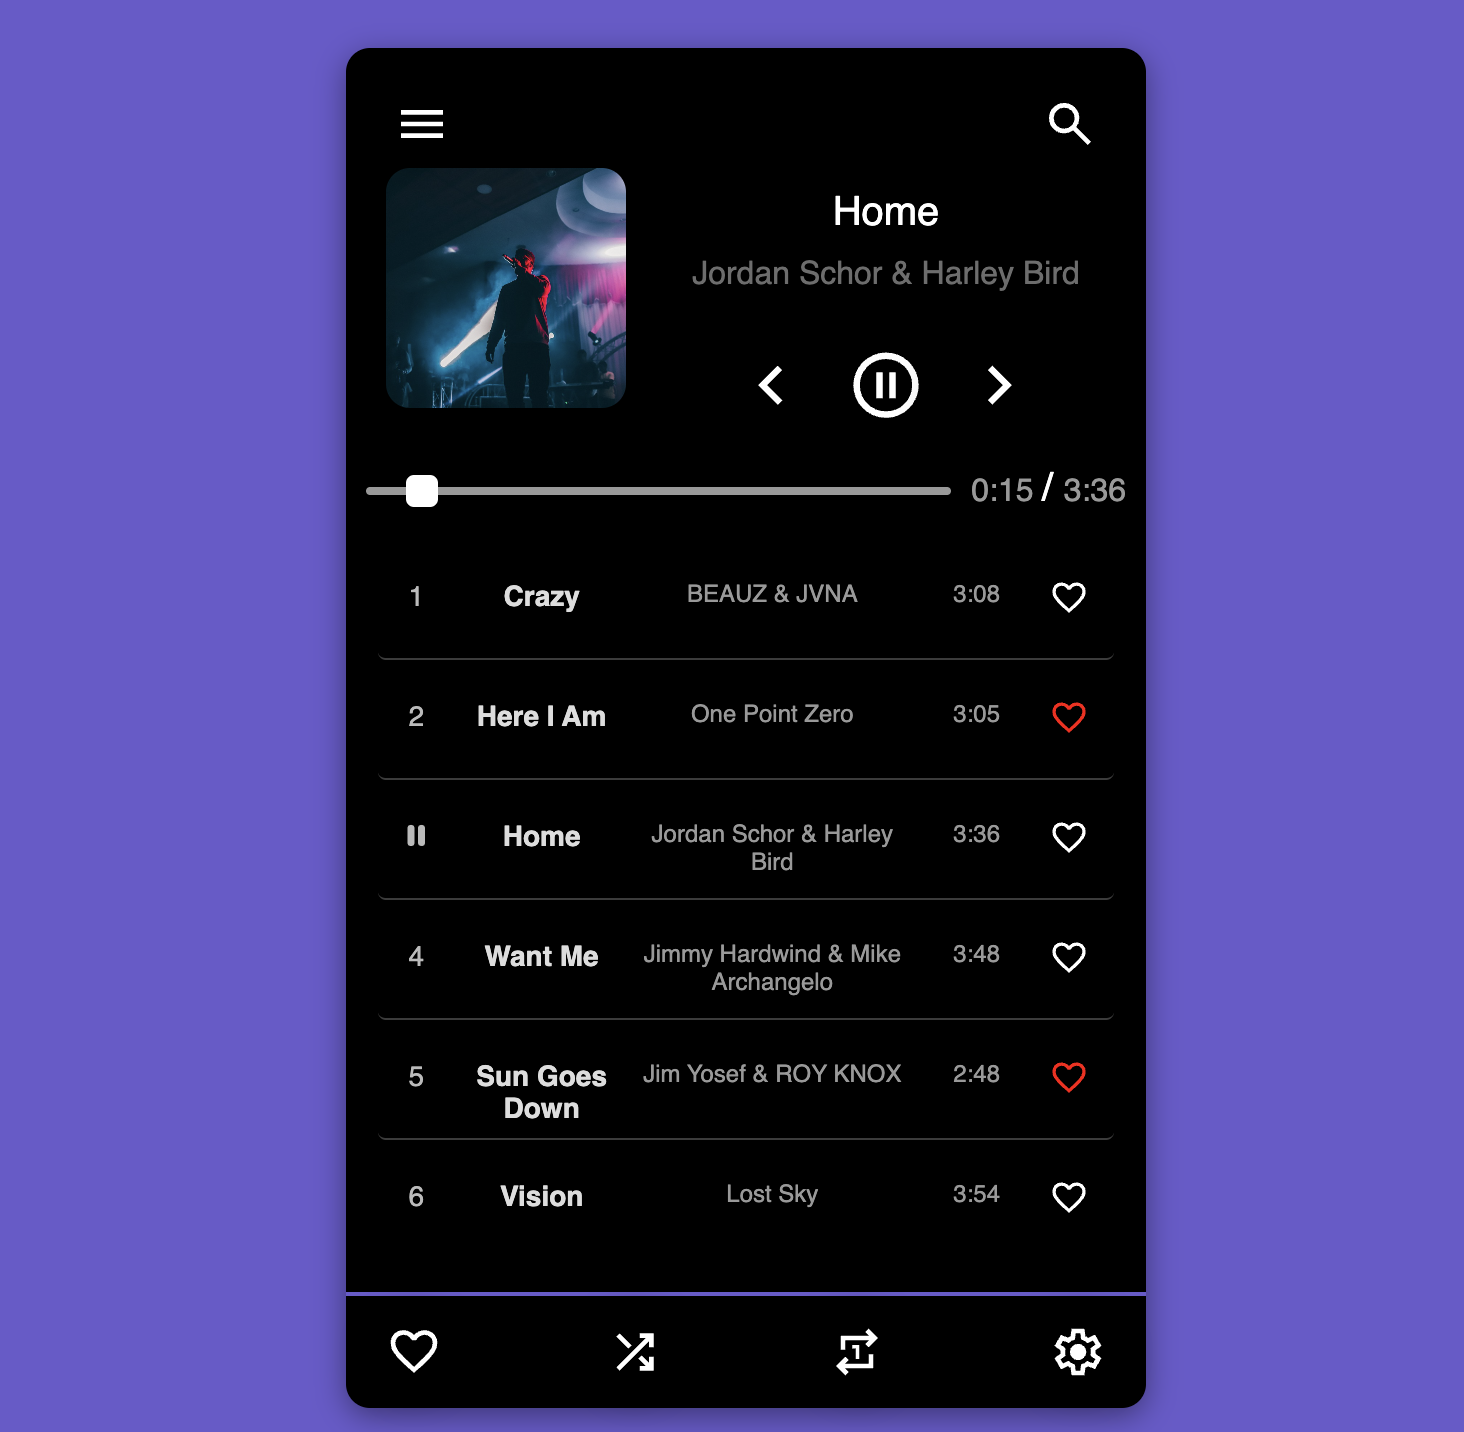 Home
Jordan Schor & Harley Bird
0:15 / 3:36
1 Crazy BEAUZ & JVNA 3:08
2 Here I Am One Point Zero 3:05
Home Jordan Schor & Harley 3:36
Bird
4 Want Me Jimmy Hardwind & Mike 3:48
Archangelo
5 Sun Goes Jim Yosef & ROY KNOX 2:48
Down
6 Vision Lost Sky 3:54
1